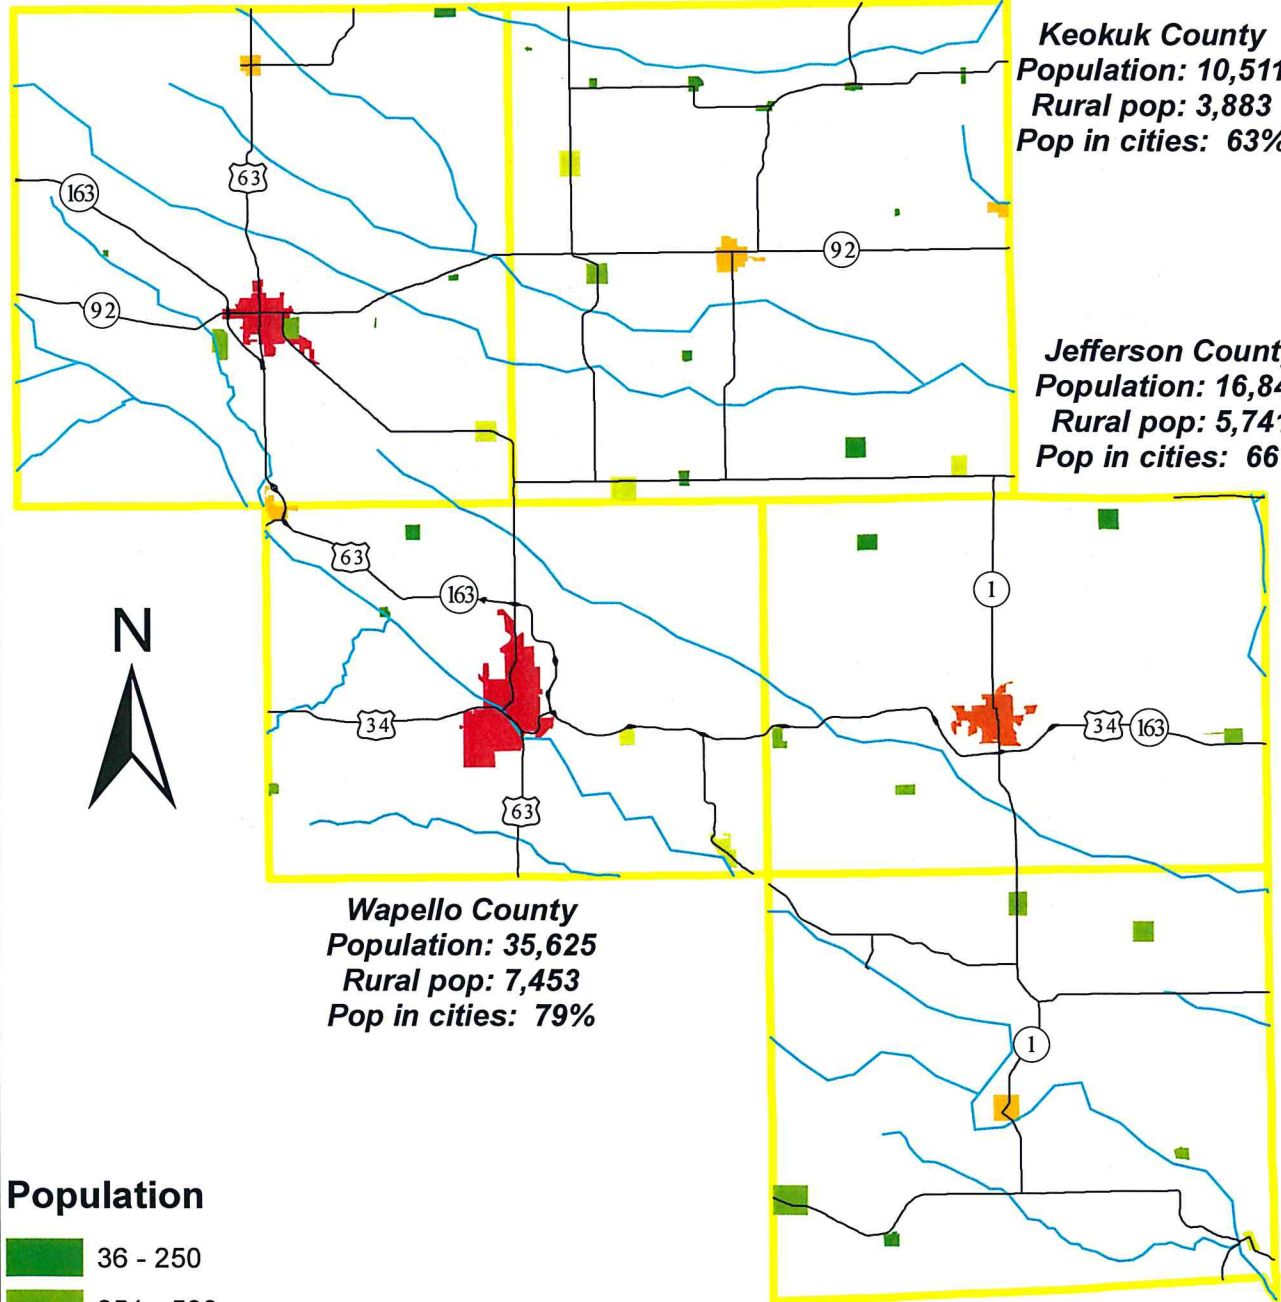 Keokuk County
Population: 10,511
Rural pop: 3,883
Pop in cities: 63%
63
163
92
92
Jefferson County
Population: 16,84
Rural pop: 5,741
Pop in cities: 66
63
163
1
N
34
34
163
63
Wapello County
Population: 35,625
Rural pop: 7,453
Pop in cities: 79%
1
Population
36 - 250